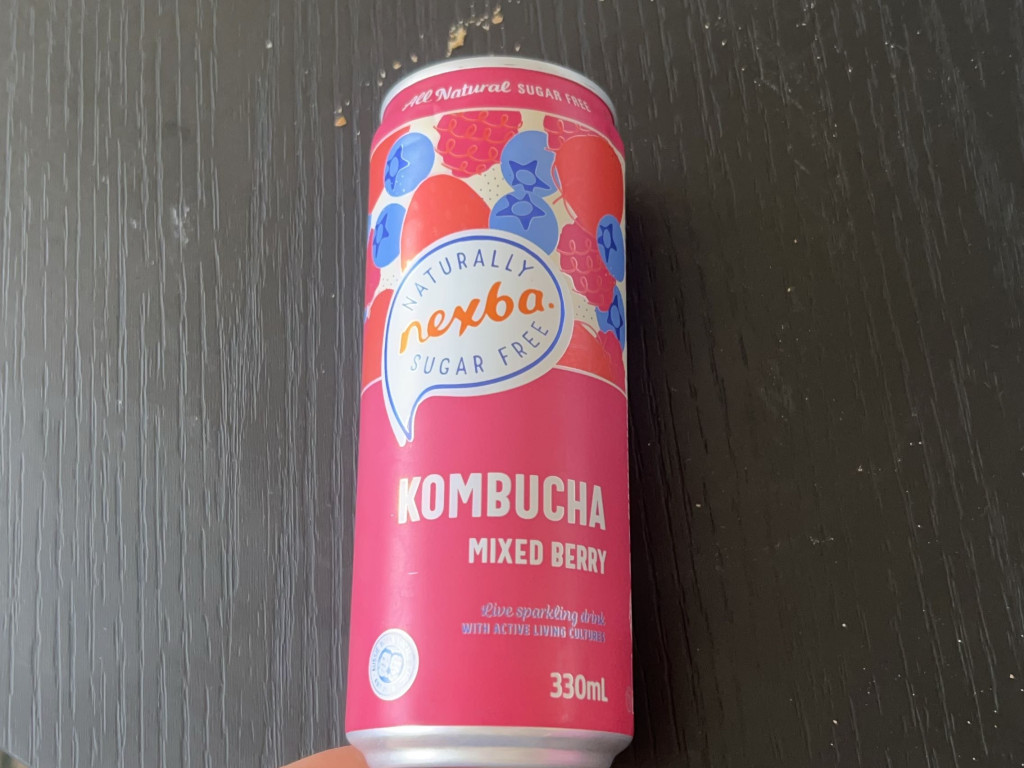 All Natural SUGAR FREE
NATURALLY
nexba.
SUGAR FREE
KOMBUCHA
MIXED BERRY
Live sparkling drink
WITH ACTIVE LIVING CULTURES
330mL